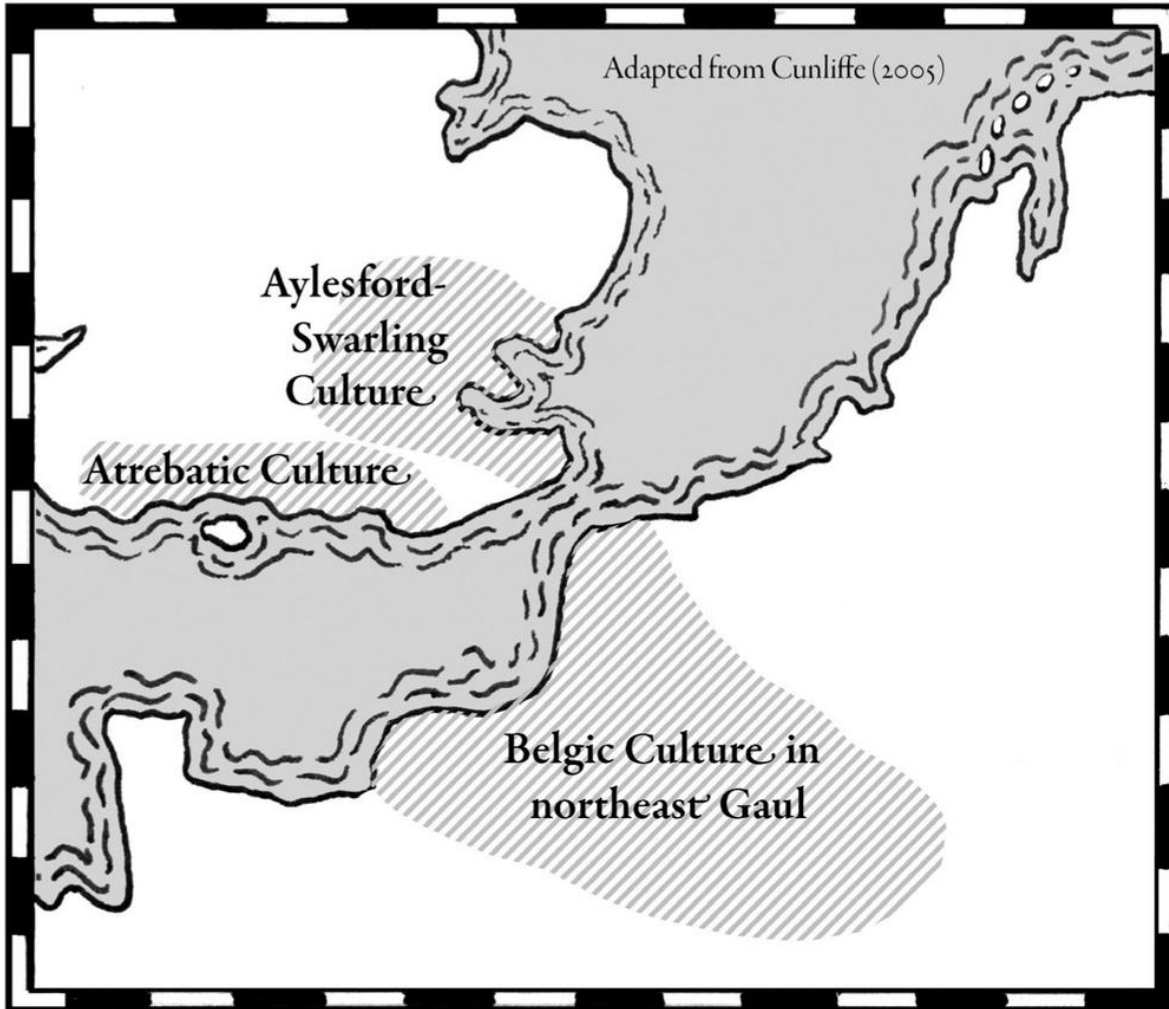 Adapted from Cunliffe (2005)
Aylesford-
Swarling
Culture
Atrebatic Culture
Belgic Culture in
northeast Gaul